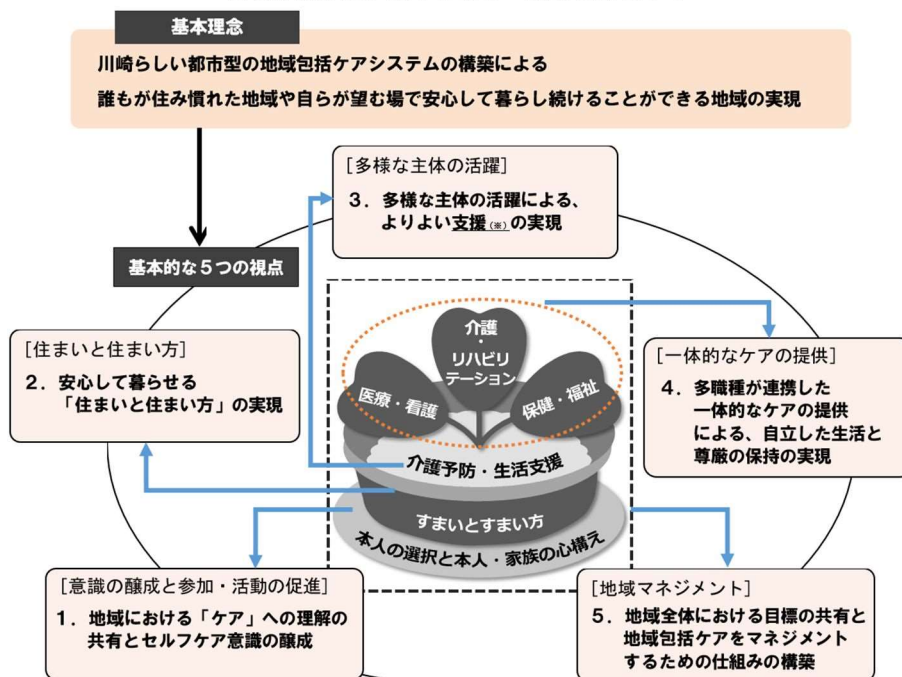 基本理念
川崎らしい都市型の地域包括ケアシステムの構築による
誰もが住み慣れた地域や自らが望む場で安心して暮らし続けることができる地域の実現
[多様な主体の活躍]
3．多様な主体の活躍による、
よりよい支援(※)の実現
基本的な5つの視点
[住まいと住まい方]
2．安心して暮らせる
「住まいと住まい方」の実現
介護
・
リハビリ
テーション
医療・看護
保健・福祉
介護予防・生活支援
すまいとすまい方
本人の選択と本人・家族の心構え
[一体的なケアの提供]
4．多職種が連携した
一体的なケアの提供
による、自立した生活と
尊厳の保持の実現
[意識の醸成と参加・活動の促進]
1．地域における「ケア」への理解の
共有とセルフケア意識の醸成
[地域マネジメント]
5．地域全体における目標の共有と
地域包括ケアをマネジメント
するための仕組みの構築